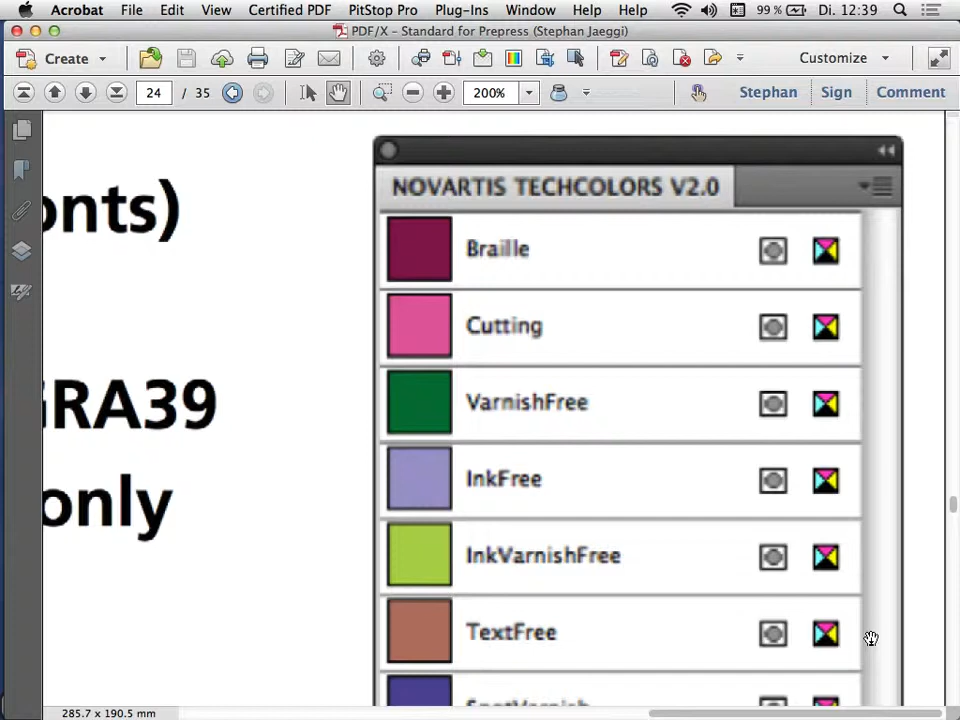 Acrobat File Edit View Certified PDF PitStop Pro Plug-Ins Window Help Help 99% Di. 12:39
PDF/X - Standard for Prepress (Stephan Jaeggi)
Create Customize
24 / 35 200% Stephan Sign Comment
onts)
GRA39
only
NOVARTIS TECHCOLORS V2.0
Braille
Cutting
VarnishFree
InkFree
InkVarnishFree
TextFree
285.7 x 190.5 mm